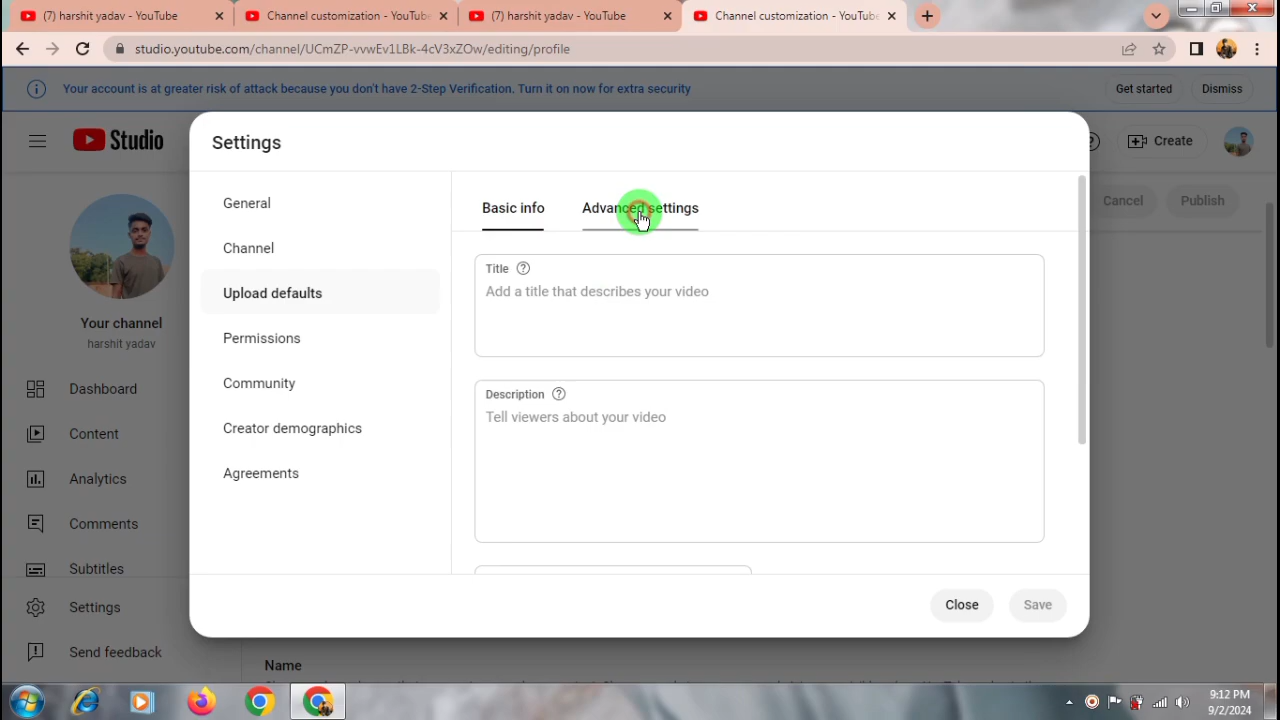 (7) harshit yadav - YouTube
Channel customization - YouTube
(7) harshit yadav - YouTube
Channel customization - YouTube
studio.youtube.com/channel/UCmZP-vvwEv1LBk-4cV3xZOw/editing/profile
Your account is at greater risk of attack because you don't have 2-Step Verification. Turn it on now for extra security
Get started
Dismiss
Studio
Create
Settings
Cancel
Publish
General
Channel
Upload defaults
Permissions
Community
Creator demographics
Agreements
Basic info
Advanced settings
Title
Add a title that describes your video
Description
Tell viewers about your video
Close
Save
Your channel
harshit yadav
Dashboard
Content
Analytics
Comments
Subtitles
Settings
Send feedback
Name
9:12 PM
9/2/2024